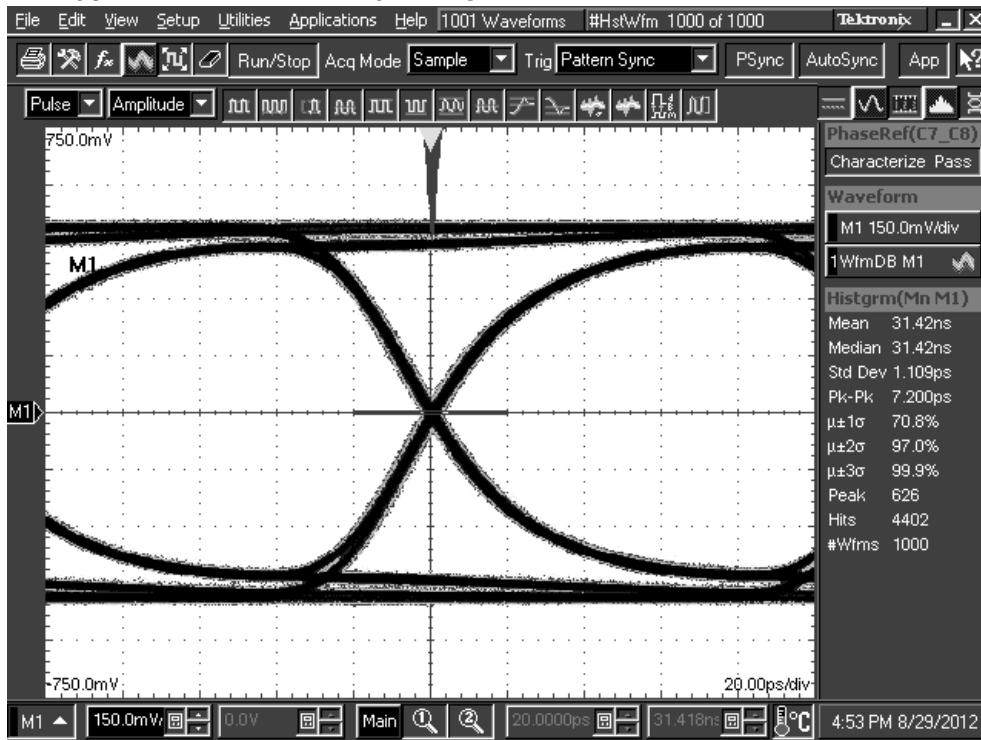 File Edit View Setup Utilities Applications Help 1001 Waveforms #HstWfm 1000 of 1000 Tektronix
Run/Stop Acq Mode Sample Trig Pattern Sync PSync AutoSync App
Pulse Amplitude
750.0mV
PhaseRef(C7_C8)
Characterize Pass
Waveform
M1 150.0mV/div
M1
1WfmDB M1
Histgrm(Mn M1)
Mean 31.42ns
Median 31.42ns
Std Dev 1.109ps
Pk-Pk 7.200ps
M1
µ±1σ 70.8%
µ±2σ 97.0%
µ±3σ 99.9%
Peak 626
Hits 4402
#Wfms 1000
-750.0mV 20.00ps/div
M1 150.0mV/ 0.0V Main 1 2 20.0000ps 31.418ns °C 4:53 PM 8/29/2012